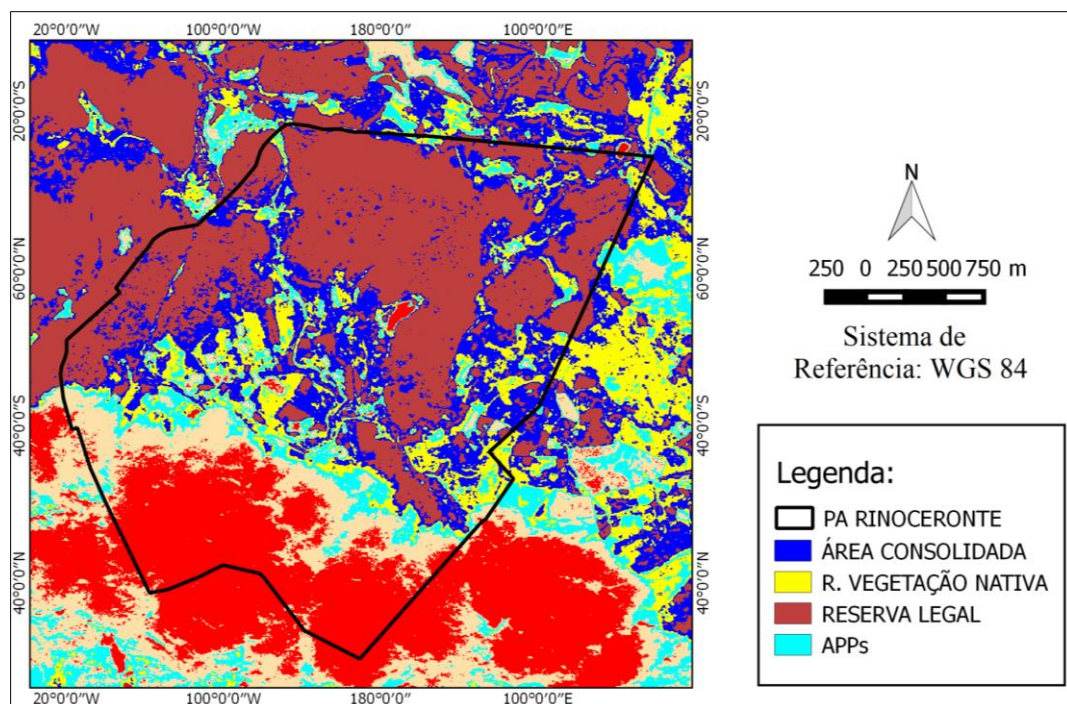 20°0'0"W 100°0'0"W 180°0'0" 100°0'0"E
20°0'0"S
20°0'0"S
60°0'0"N
60°0'0"N
40°0'0"S
40°0'0"S
40°0'0"N
40°0'0"N
20°0'0"W 100°0'0"W 180°0'0" 100°0'0"E
N
250 0 250 500 750 m
Sistema de
Referência: WGS 84
Legenda:
PA RINOCERONTE
ÁREA CONSOLIDADA
R. VEGETAÇÃO NATIVA
RESERVA LEGAL
APPs